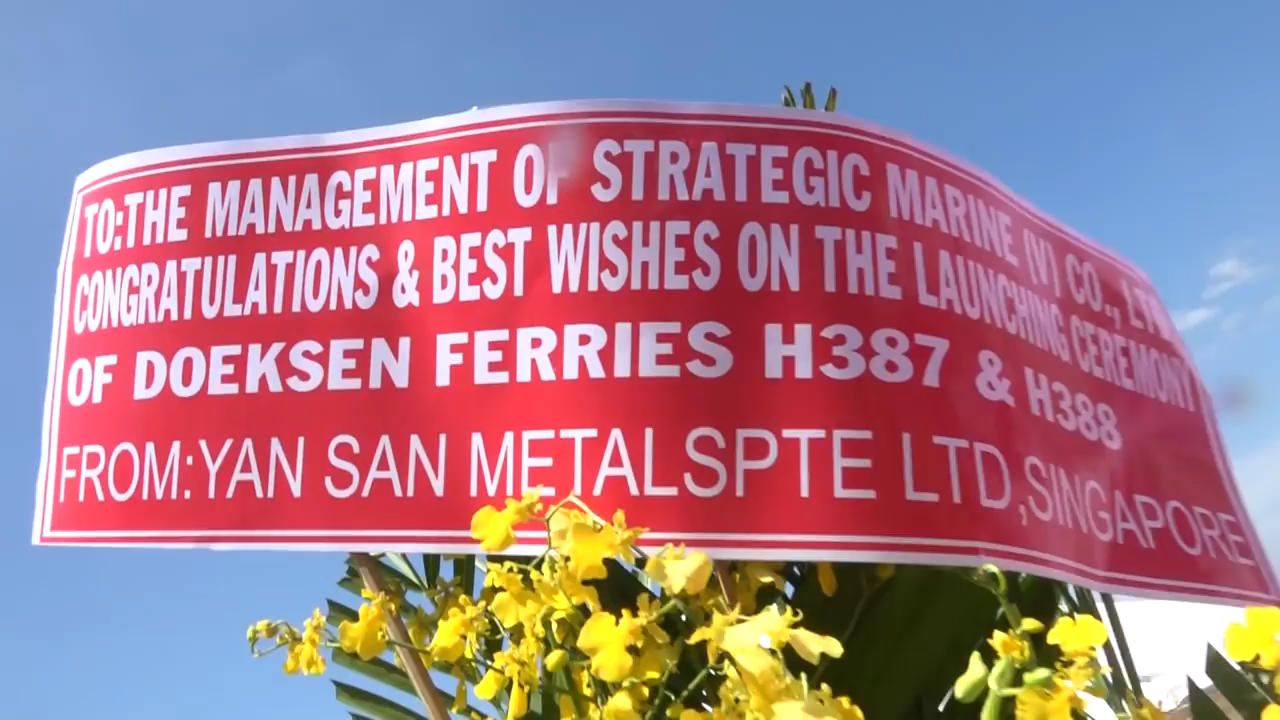 TO:THE MANAGEMENT OF STRATEGIC MARINE (V) CO., LTD
CONGRATULATIONS & BEST WISHES ON THE LAUNCHING CEREMONY
OF DOEKSEN FERRIES H387 & H388
FROM:YAN SAN METALSPTE LTD,SINGAPORE